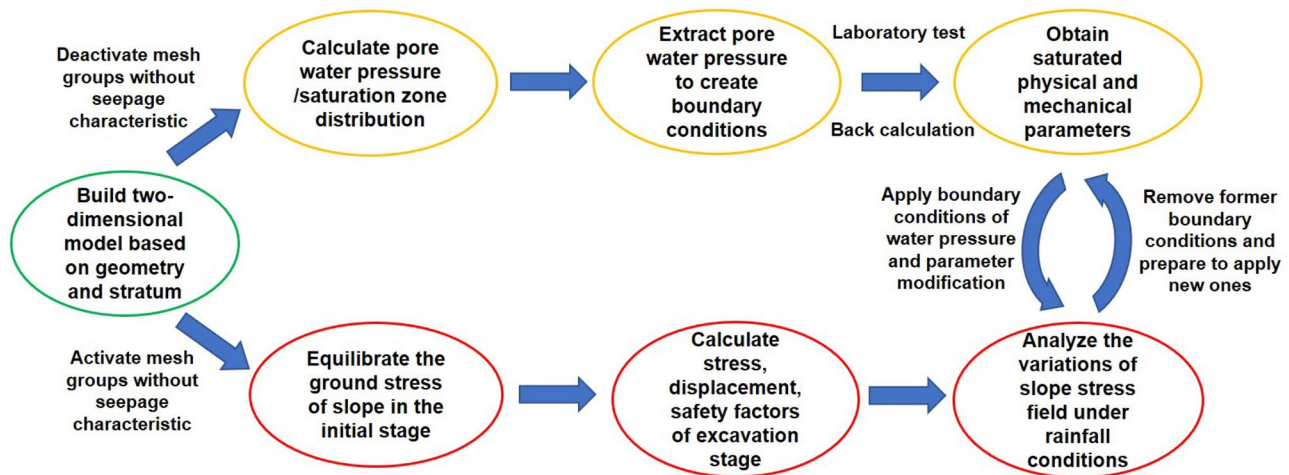 Deactivate mesh
groups without
seepage
characteristic
Calculate pore
water pressure
/saturation zone
distribution
Extract pore
water pressure
to create
boundary
conditions
Laboratory test
Back calculation
Obtain
saturated
physical and
mechanical
parameters
Build two-
dimensional
model based
on geometry
and stratum
Apply boundary
conditions of
water pressure
and parameter
modification
Remove former
boundary
conditions and
prepare to apply
new ones
Activate mesh
groups without
seepage
characteristic
Equilibrate the
ground stress
of slope in the
initial stage
Calculate
stress,
displacement,
safety factors
of excavation
stage
Analyze the
variations of
slope stress
field under
rainfall
conditions